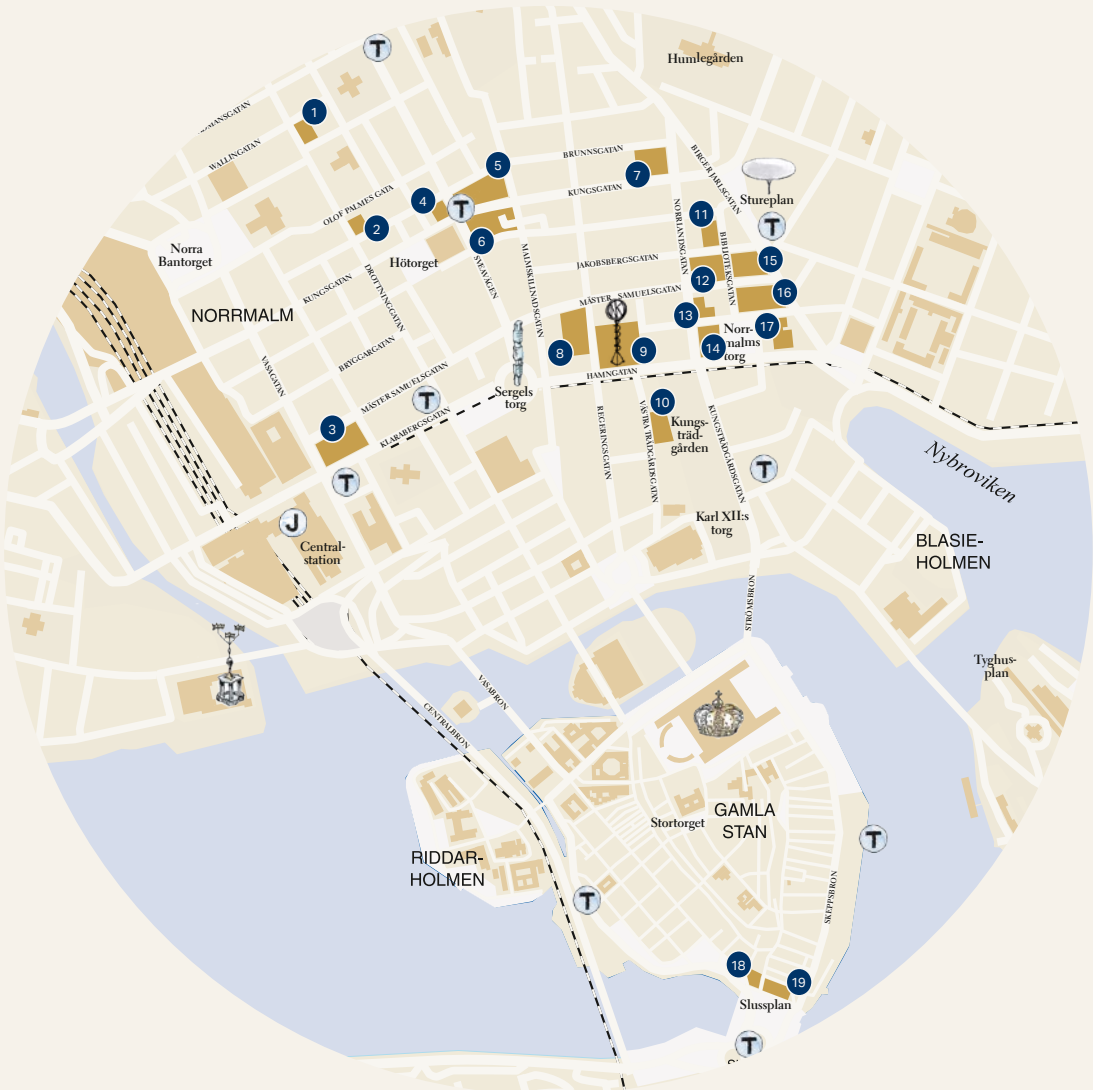 T
Humlegården
1
...MANSGATAN
WALLINGATAN
BRUNNSGATAN
BIRGER JARLSGATAN
5
7
KUNGSGATAN
Stureplan
T
OLOF PALMES GATA
4
T
2
6
11
NORRLANDSGATAN
Norra
Bantorget
Hötorget
SVEAVÄGEN
MALMSKILLNADSGATAN
JAKOBSBERGSGATAN
BIBLIOTEKSGATAN
15
12
KUNGSGATAN
DROTTNINGGATAN
MÄSTER SAMUELSGATAN
16
NORRMALM
13
17
Norr-
malms
torg
14
8
9
BRYGGARGATAN
VASAGATAN
HAMNGATAN
MÄSTER SAMUELSGATAN
T
Sergels
torg
10
Kungs-
träd-
gården
3
KLARABERGSGATAN
REGERINGSGATAN
VÄSTRA TRÄDGÅRDSGATAN
KUNGSTRÄDGÅRDSGATAN
T
T
Nybroviken
J
Central-
station
Karl XII:s
torg
BLASIE-
HOLMEN
STRÖMSBRON
Tyghus-
plan
VASABRON
CENTRALBRON
GAMLA
STAN
Stortorget
T
RIDDAR-
HOLMEN
T
SKEPPSBRON
18
19
Slussplan
T